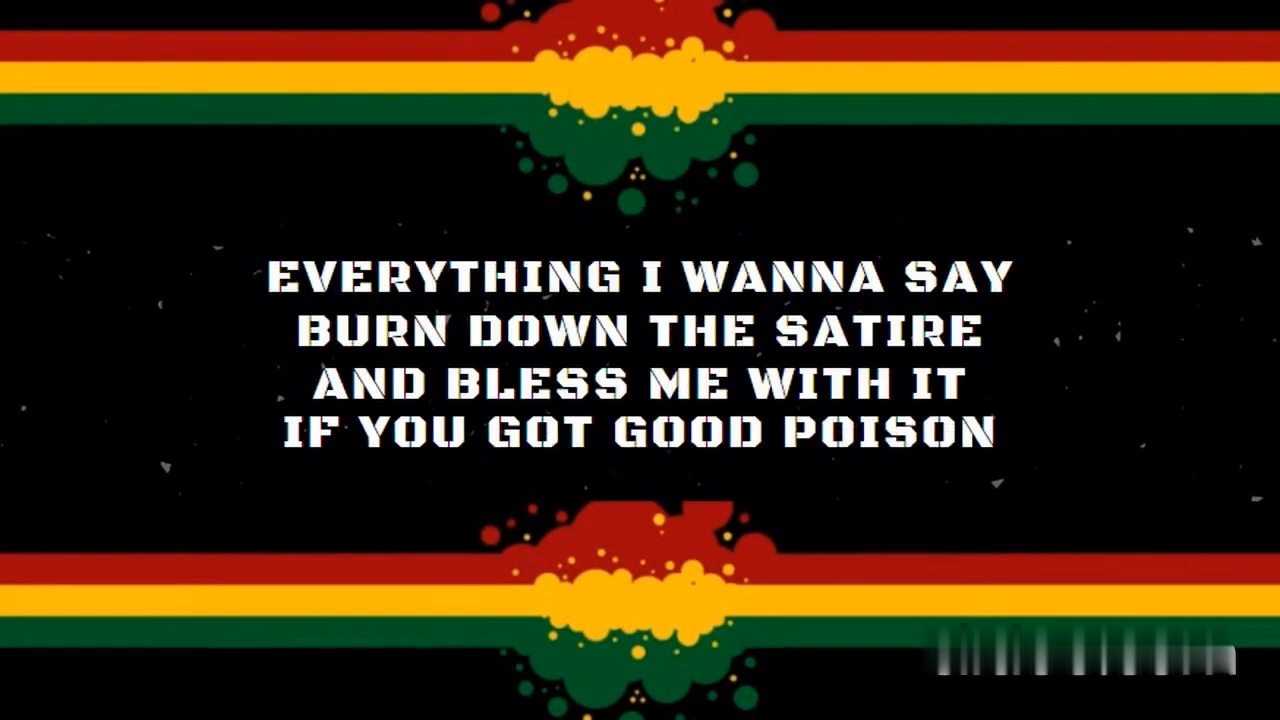 EVERYTHING I WANNA SAY
BURN DOWN THE SATIRE
AND BLESS ME WITH IT
IF YOU GOT GOOD POISON